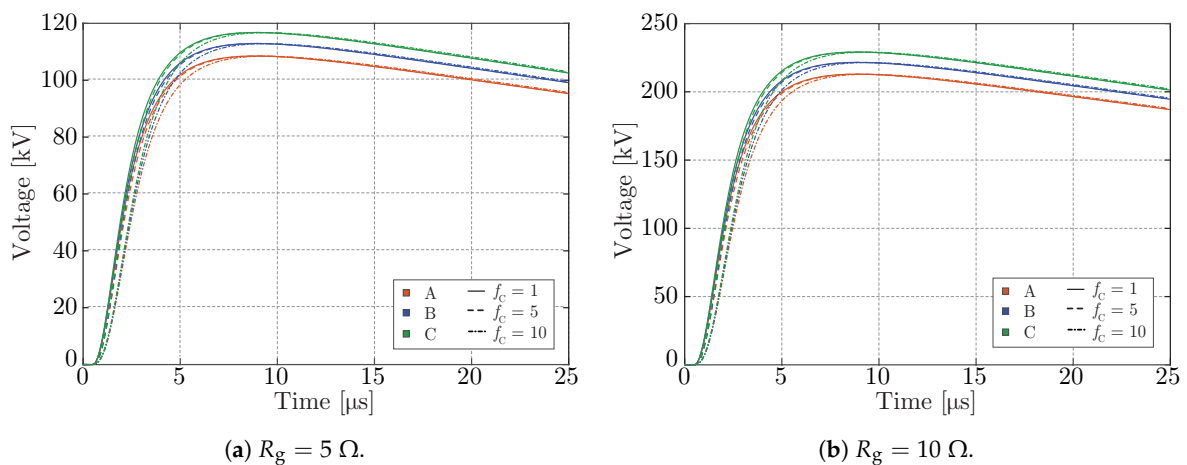 120
100
80
60
40
20
0
Voltage [kV]
0 5 10 15 20 25
Time [μs]
A f_C = 1
B f_C = 5
C f_C = 10
(a) R_g = 5 Ω.
250
200
150
100
50
0
Voltage [kV]
0 5 10 15 20 25
Time [μs]
A f_C = 1
B f_C = 5
C f_C = 10
(b) R_g = 10 Ω.